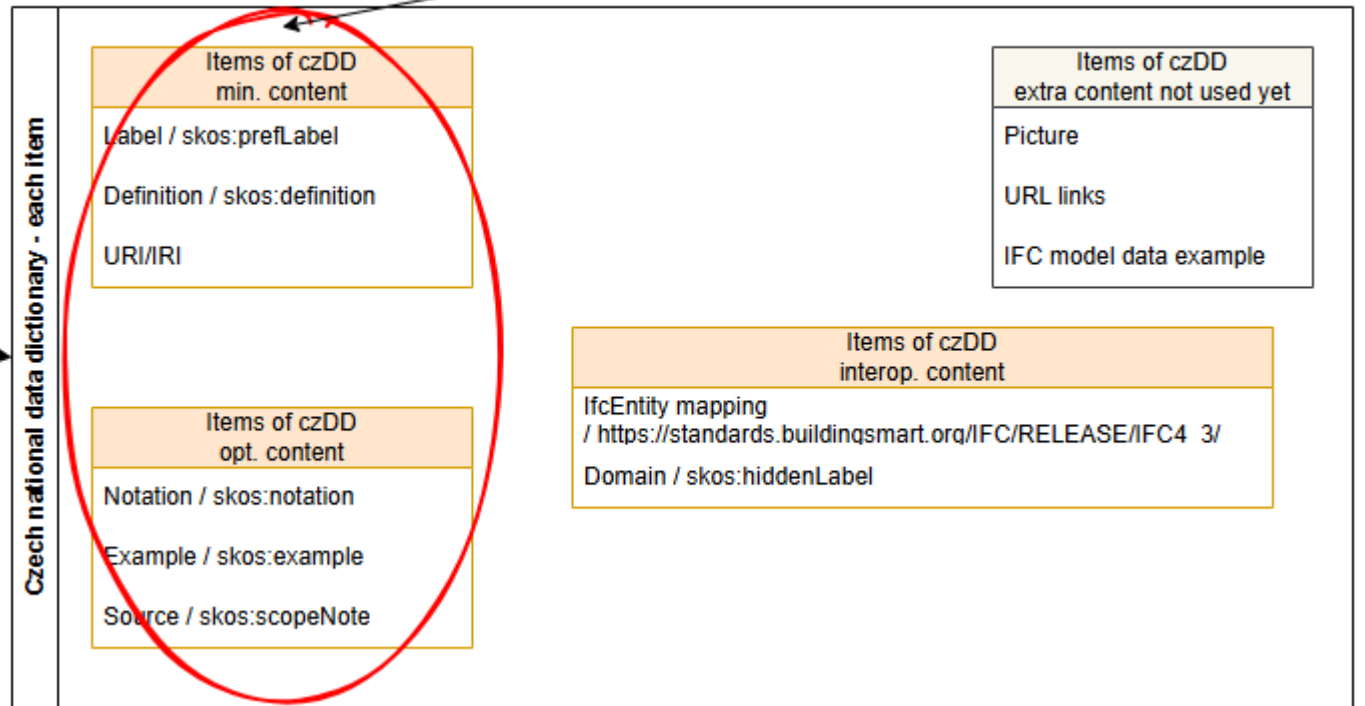 Czech national data dictionary - each item
Items of czDD
min. content
Label / skos:prefLabel
Definition / skos:definition
URI/IRI
Items of czDD
opt. content
Notation / skos:notation
Example / skos:example
Source / skos:scopeNote
Items of czDD
extra content not used yet
Picture
URL links
IFC model data example
Items of czDD
interop. content
IfcEntity mapping
/ https://standards.buildingsmart.org/IFC/RELEASE/IFC4_3/
Domain / skos:hiddenLabel